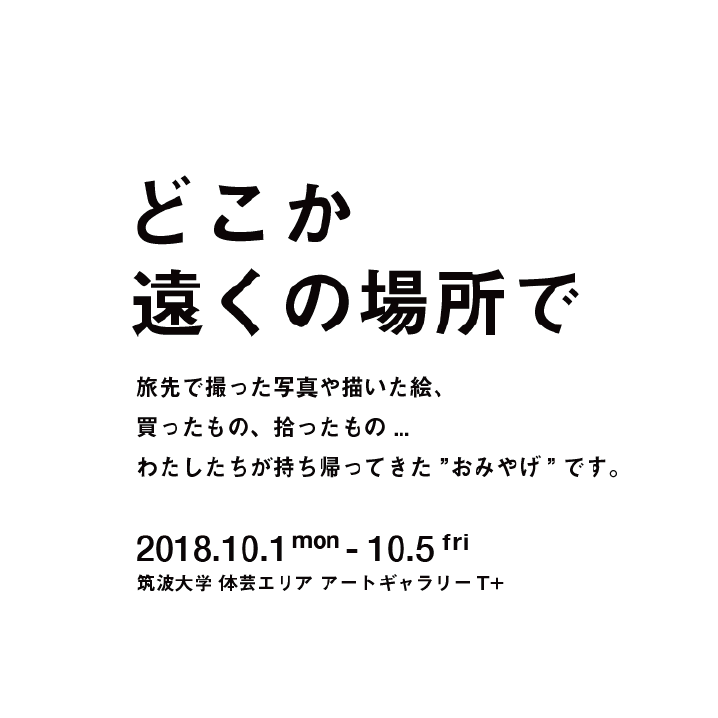 どこか
遠くの場所で
旅先で撮った写真や描いた絵、
買ったもの、拾ったもの...
わたしたちが持ち帰ってきた”おみやげ”です。
2018.10.1 mon - 10.5 fri
筑波大学 体芸エリア アートギャラリーT+